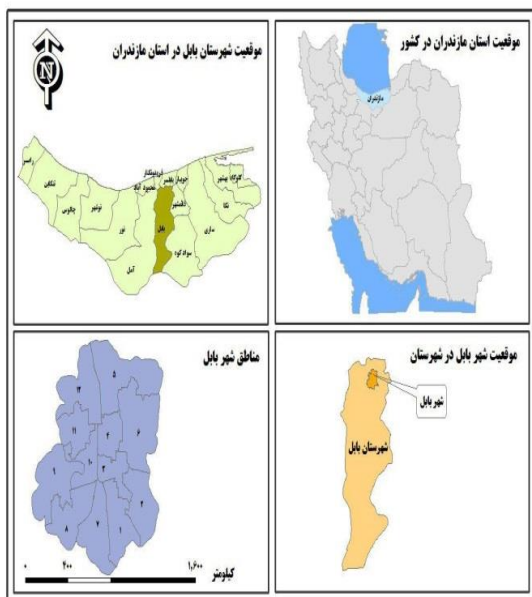 موقعیت استان مازندران در کشور
مازندران
موقعیت شهرستان بابل در استان مازندران
N
رامسر
تنکابن
چالوس
نوشهر
نور
محمود آباد
فریدونکنار
بابلسر
جویبار
قائمشهر
بابل
آمل
سواد کوه
ساری
نکا
بهشهر
گلوگاه
موقعیت شهر بابل در شهرستان
شهر بابل
شهرستان بابل
مناطق شهر بابل
۵
۱۲
۱۱
۴
۶
۹
۱۰
۳
۲
۸
۷
۱
۰ ۴۰۰ ۱,۶۰۰
کیلومتر